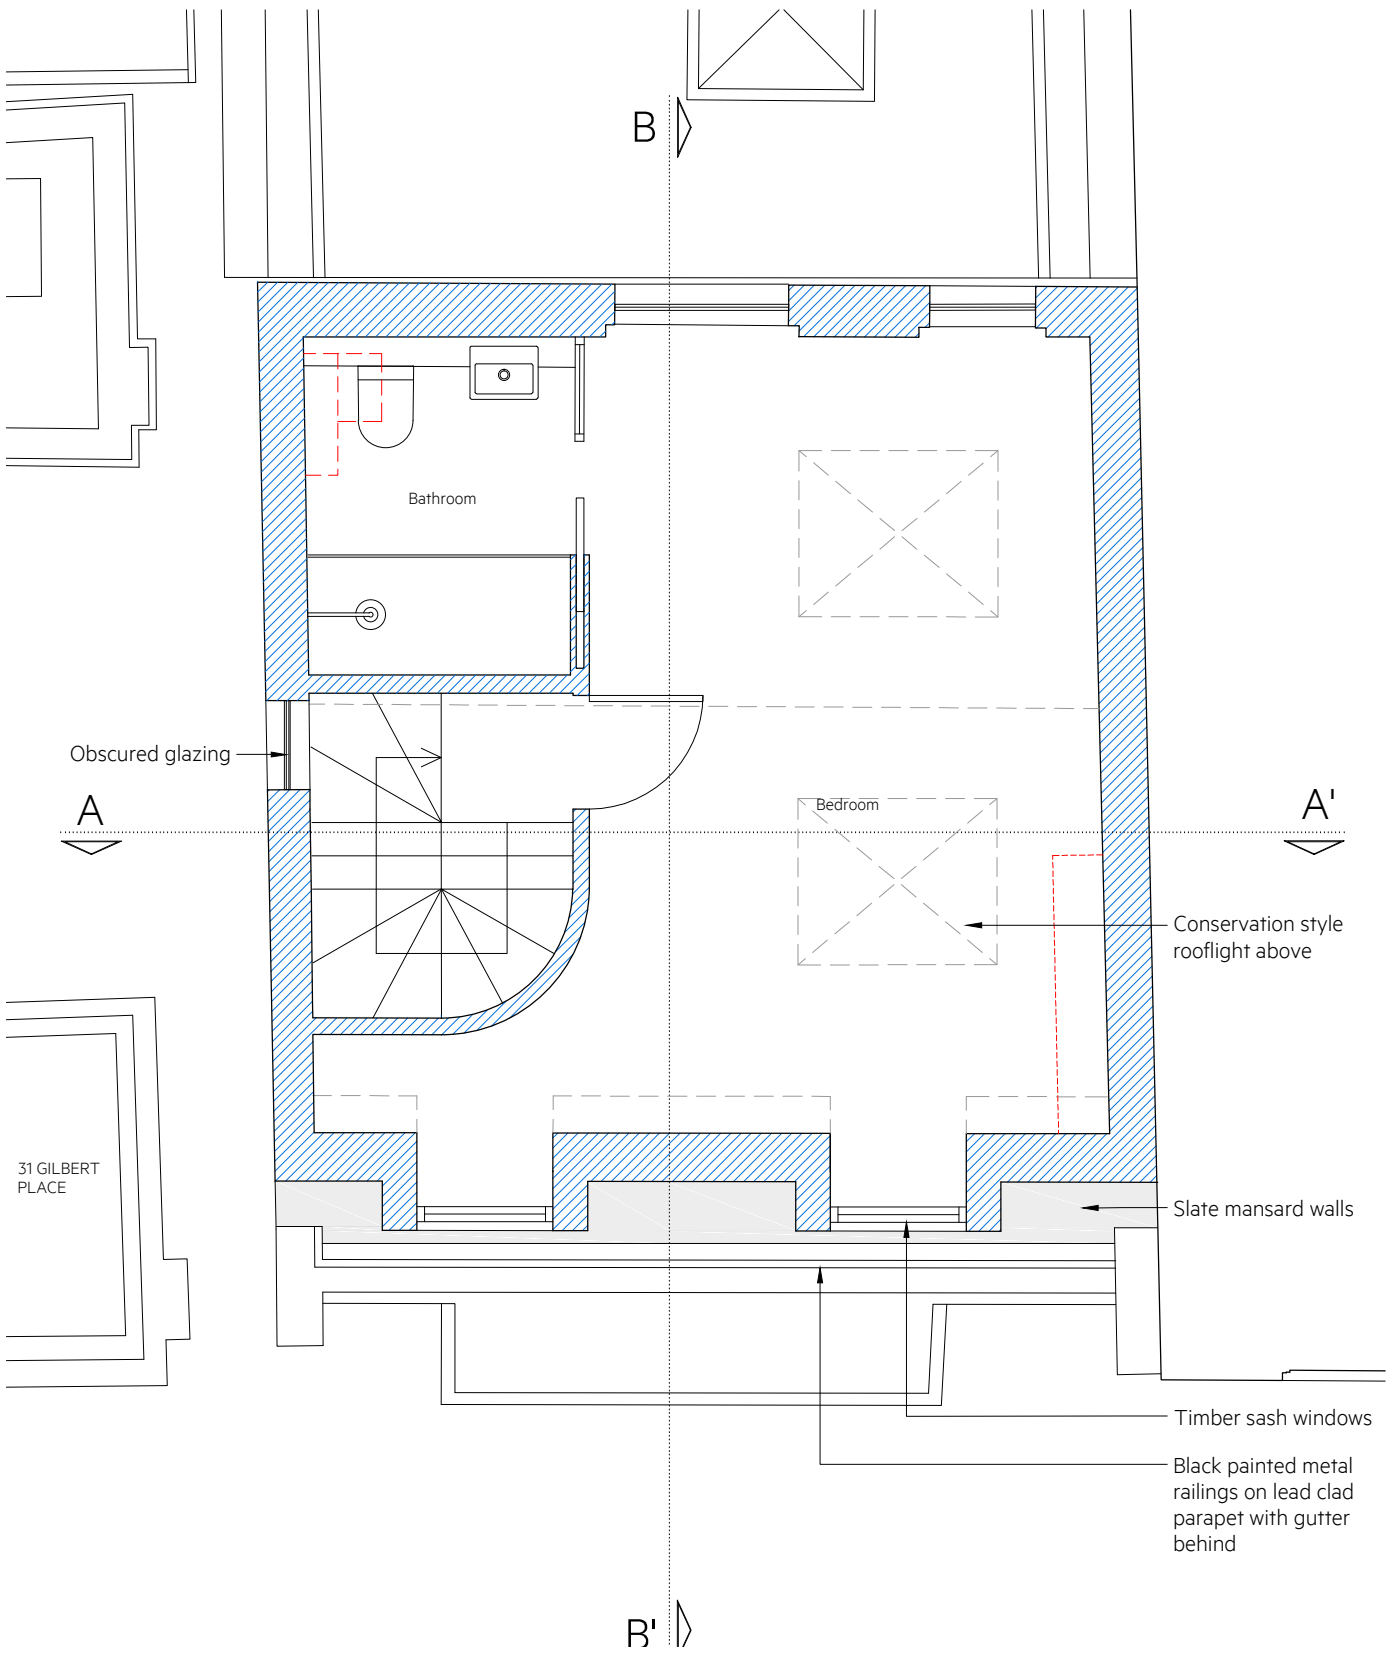 B
Bathroom
Obscured glazing
A
Bedroom
A'
Conservation style
rooflight above
31 GILBERT
PLACE
Slate mansard walls
Timber sash windows
Black painted metal
railings on lead clad
parapet with gutter
behind
B'